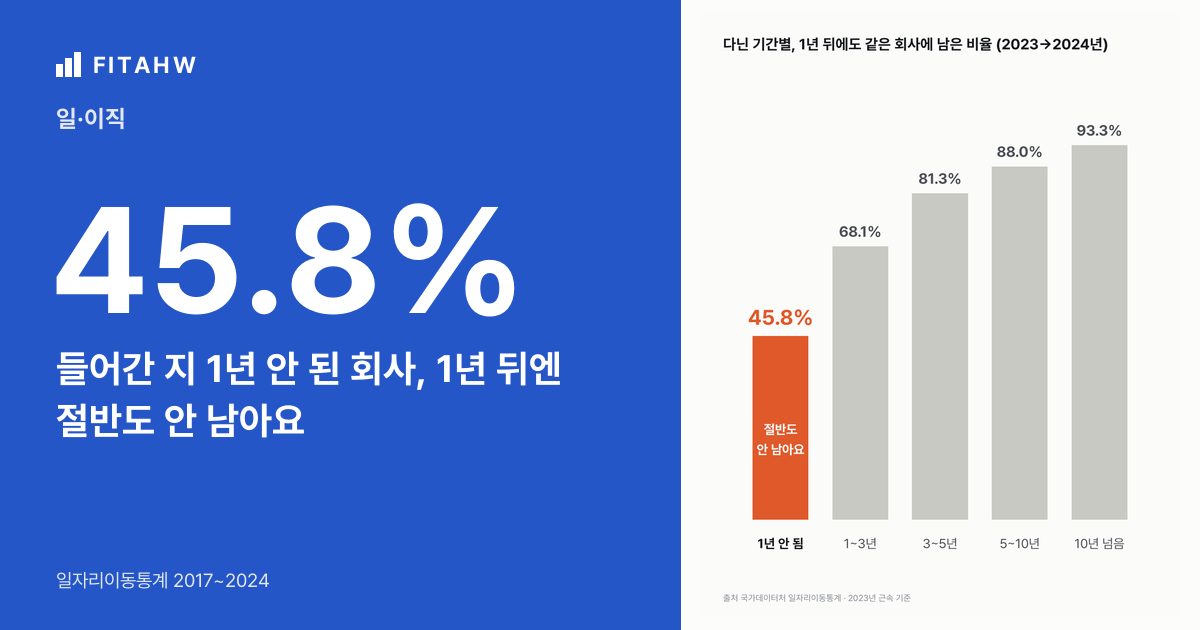 FITAHW
일·이직
45.8%
들어간 지 1년 안 된 회사, 1년 뒤엔
절반도 안 남아요
일자리이동통계 2017~2024
다닌 기간별, 1년 뒤에도 같은 회사에 남은 비율 (2023→2024년)
45.8%
68.1%
81.3%
88.0%
93.3%
절반도
안 남아요
1년 안 됨
1~3년
3~5년
5~10년
10년 넘음
출처 국가데이터처 일자리이동통계 · 2023년 근속 기준